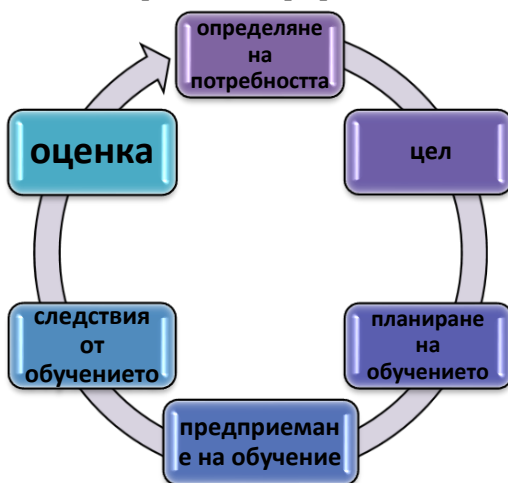 определяне
на
потребността
цел
планиране
на
обучението
предприеман
е на обучение
следствия
от
обучението
оценка